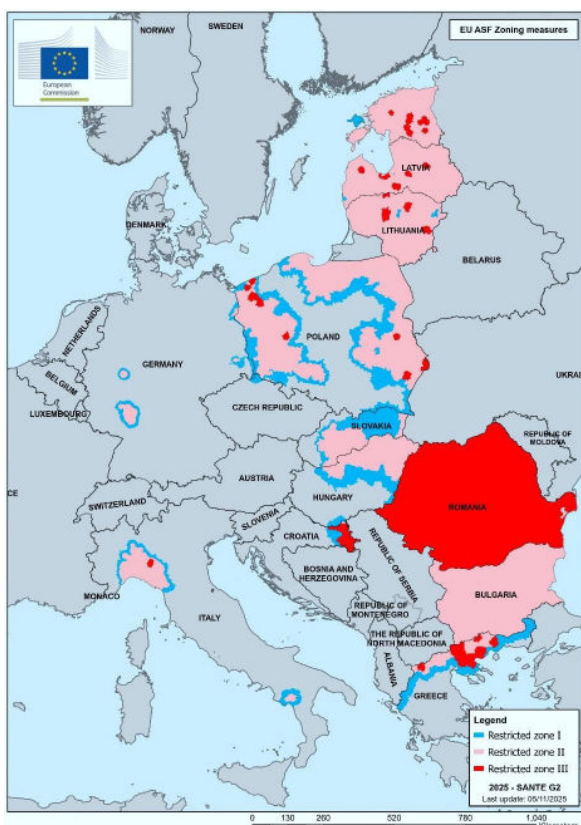 EU ASF Zoning measures
European
Commission
NORWAY
SWEDEN
LATVIA
LITHUANIA
DENMARK
BELARUS
NETHERLANDS
POLAND
GERMANY
BELGIUM
UKRAI
LUXEMBOURG
CZECH REPUBLIC
SLOVAKIA
REPUBLIC OF
MOLDOVA
CE
AUSTRIA
HUNGARY
SWITZERLAND
ROMANIA
SLOVENIA
CROATIA
REPUBLIC OF SERBIA
BOSNIA AND
HERZEGOVINA
MONACO
BULGARIA
ITALY
REPUBLIC OF
MONTENEGRO
THE REPUBLIC OF
NORTH MACEDONIA
ALBANIA
GREECE
Legend
Restricted zone I
Restricted zone II
Restricted zone III
2025 - SANTE G2
Last update: 05/11/2025
0 130 260 520 780 1,040